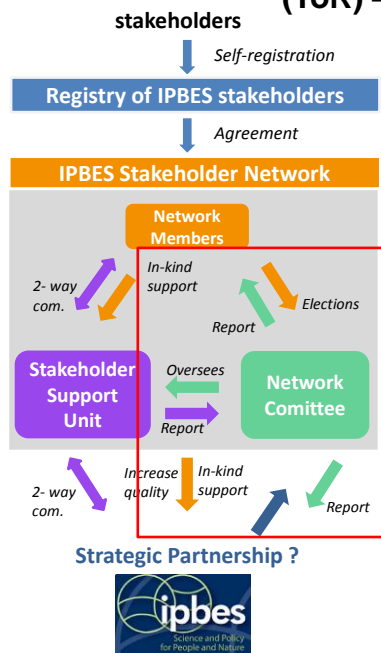 (ToR) –
stakeholders
Self-registration
Registry of IPBES stakeholders
Agreement
IPBES Stakeholder Network
Network
Members
2- way
com.
In-kind
support
Elections
Report
Stakeholder
Support
Unit
Oversees
Report
Network
Comittee
2- way
com.
Increase
quality
In-kind
support
Report
Strategic Partnership ?
ipbes
Science and Policy
for People and Nature